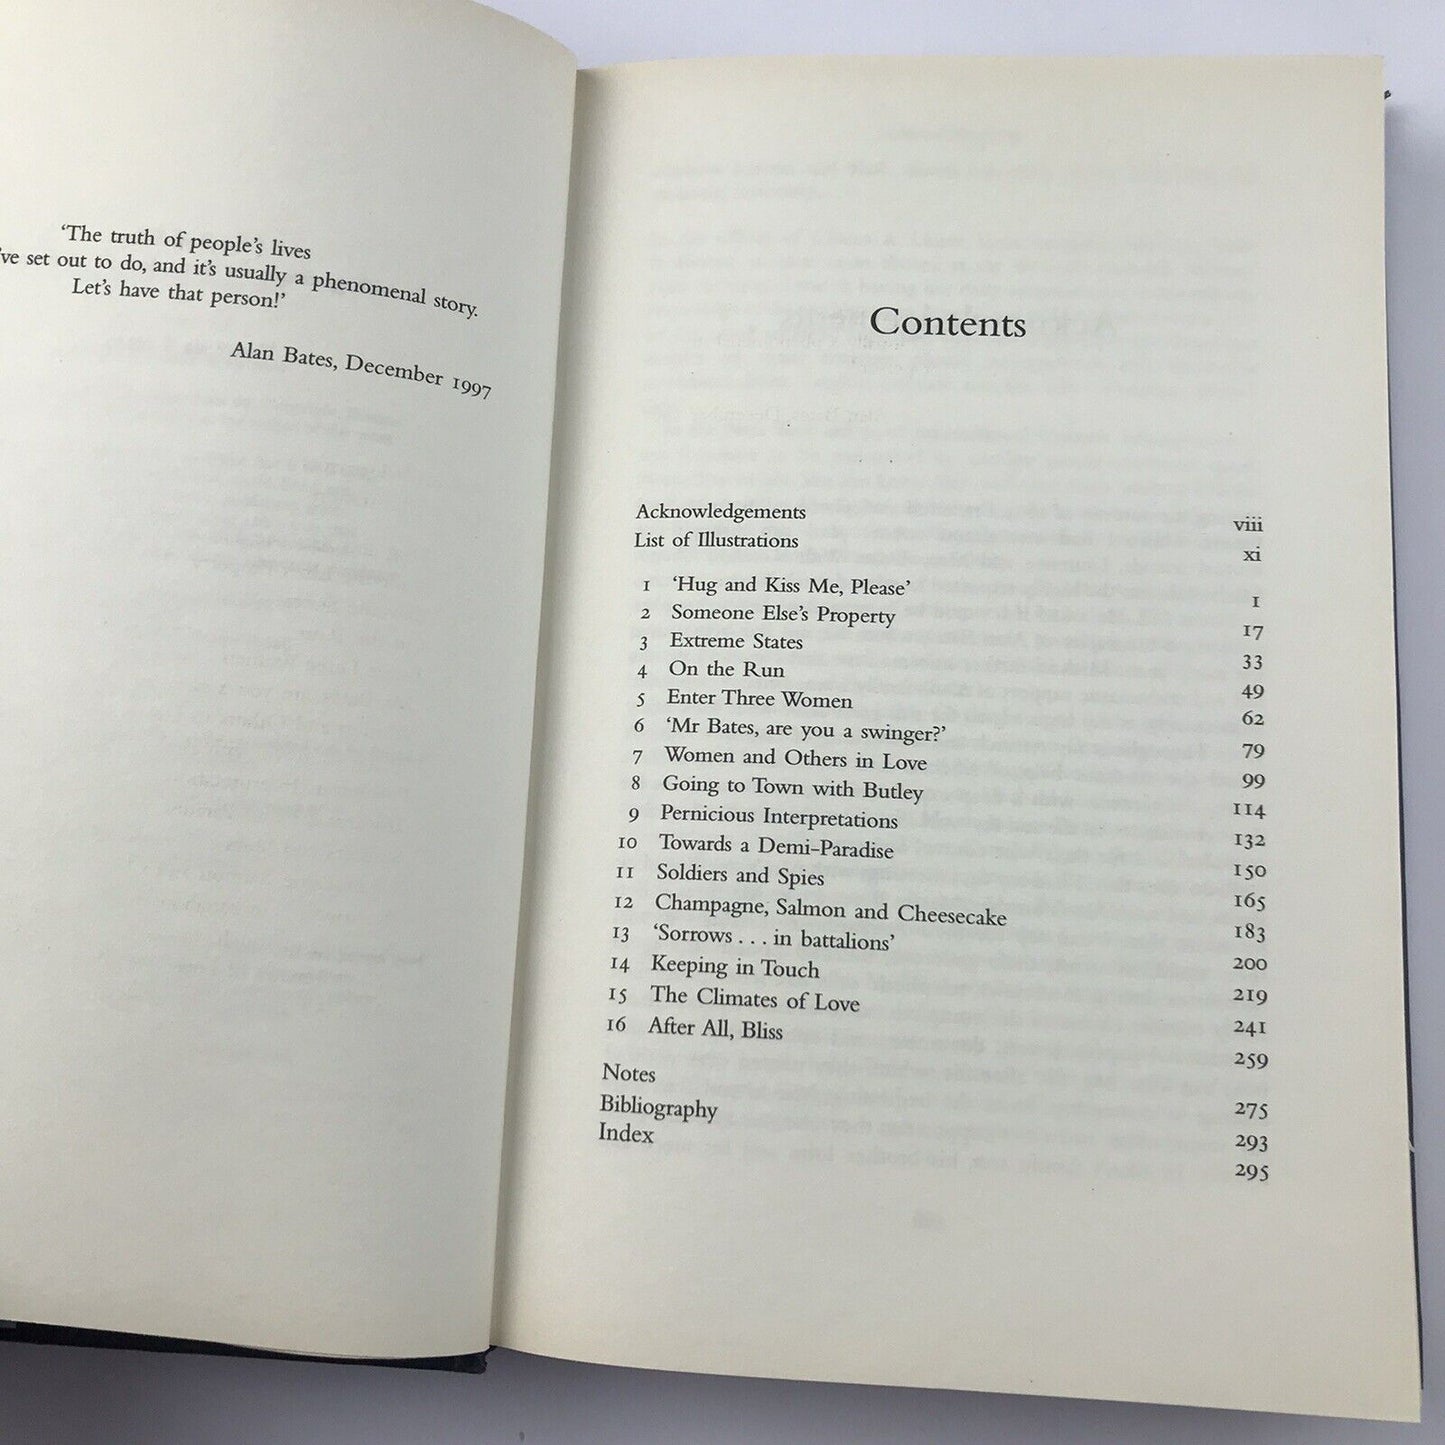 ‘The truth of people’s lives
’ve set out to do, and it’s usually a phenomenal story.
Let’s have that person!’
Alan Bates, December 1997
Contents
Acknowledgements viii
List of Illustrations xi
1 ‘Hug and Kiss Me, Please’ 1
2 Someone Else’s Property 17
3 Extreme States 33
4 On the Run 49
5 Enter Three Women 62
6 ‘Mr Bates, are you a swinger?’ 79
7 Women and Others in Love 99
8 Going to Town with Butley 114
9 Pernicious Interpretations 132
10 Towards a Demi-Paradise 150
11 Soldiers and Spies 165
12 Champagne, Salmon and Cheesecake 183
13 ‘Sorrows . . . in battalions’ 200
14 Keeping in Touch 219
15 The Climates of Love 241
16 After All, Bliss 259
Notes 275
Bibliography 293
Index 295